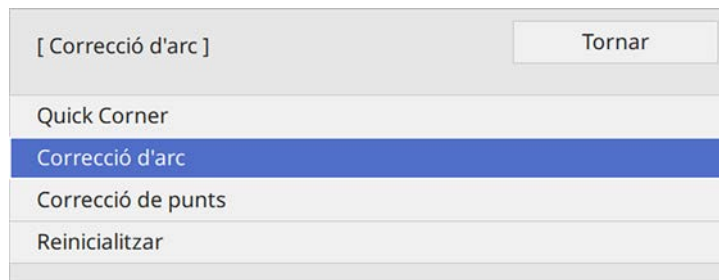 [ Correcció d'arc ]
Tornar
Quick Corner
Correcció d'arc
Correcció de punts
Reinicialitzar